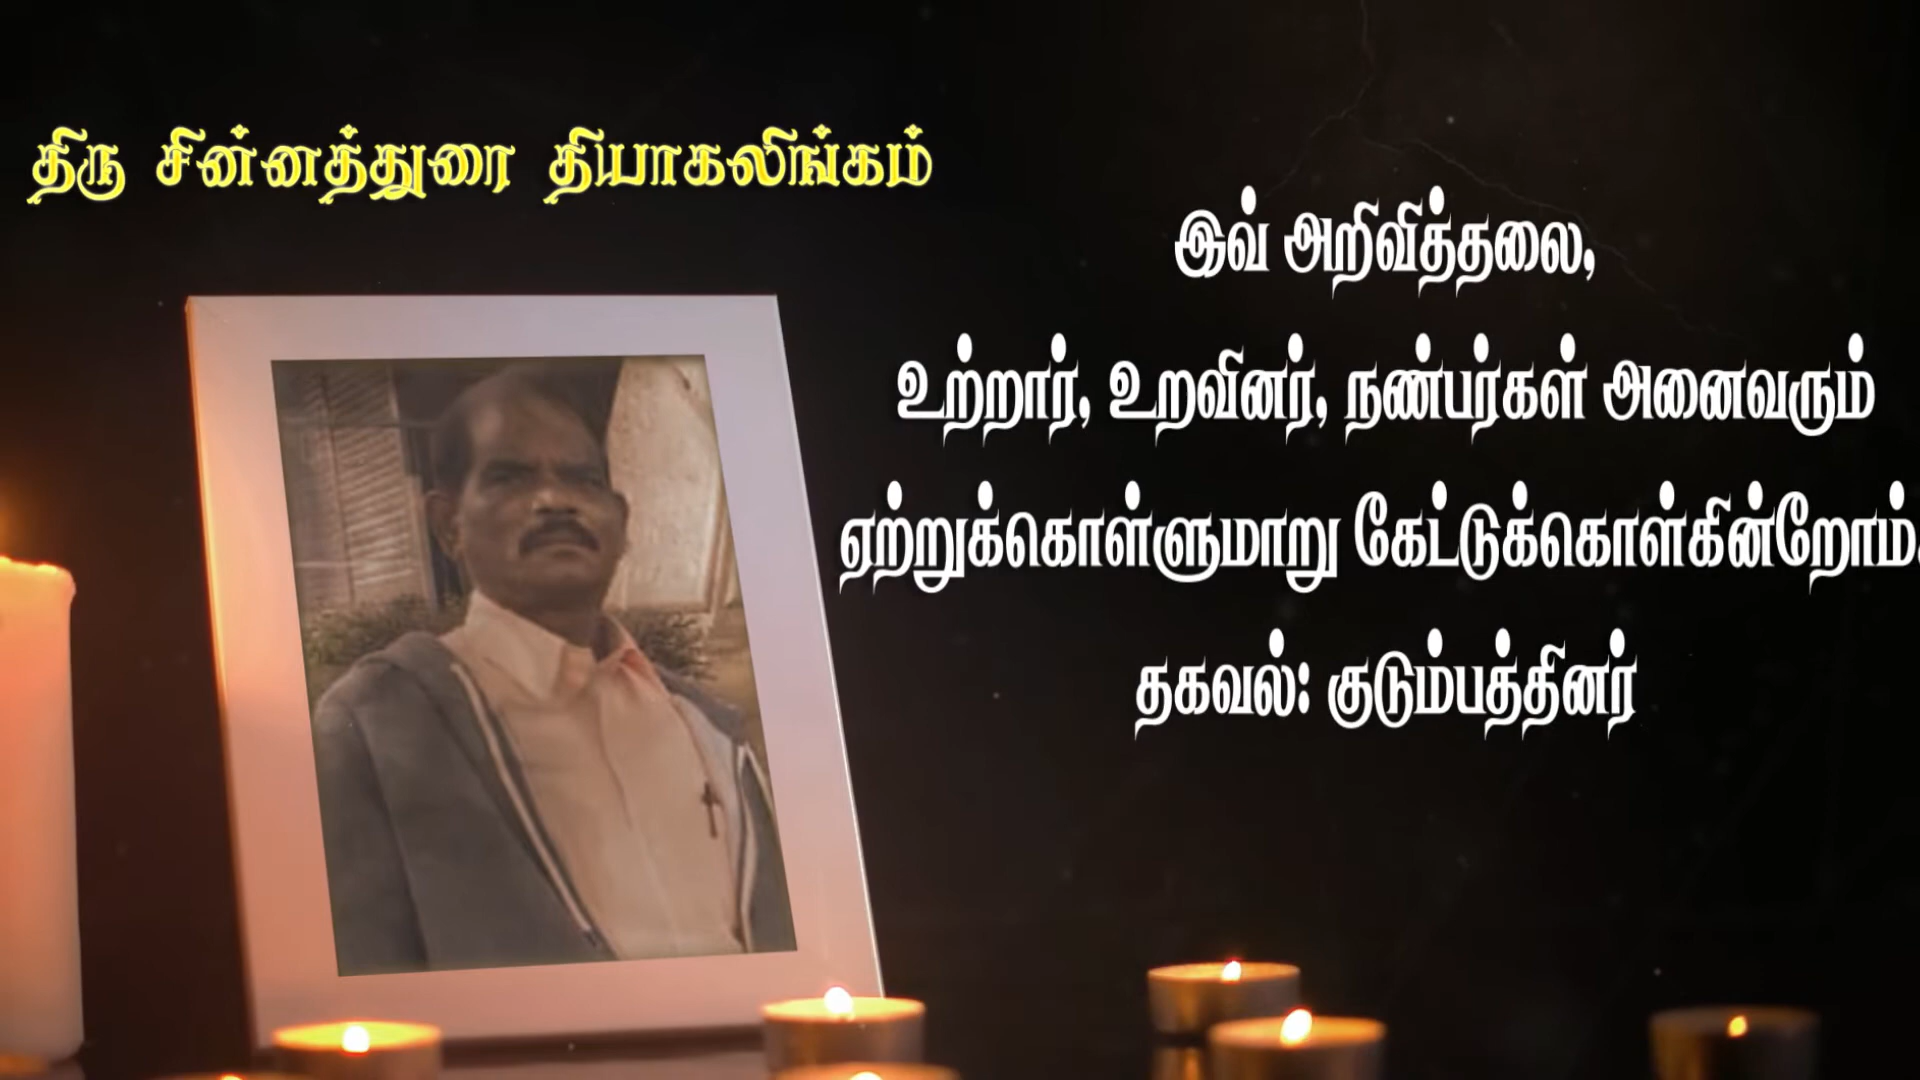 திரு சின்னத்துரை தியாகலிங்கம்
இவ் அறிவித்தலை,
உற்றார், உறவினர், நண்பர்கள் அனைவரும்
ஏற்றுக்கொள்ளுமாறு கேட்டுக்கொள்கின்றோம்.
தகவல்: குடும்பத்தினர்